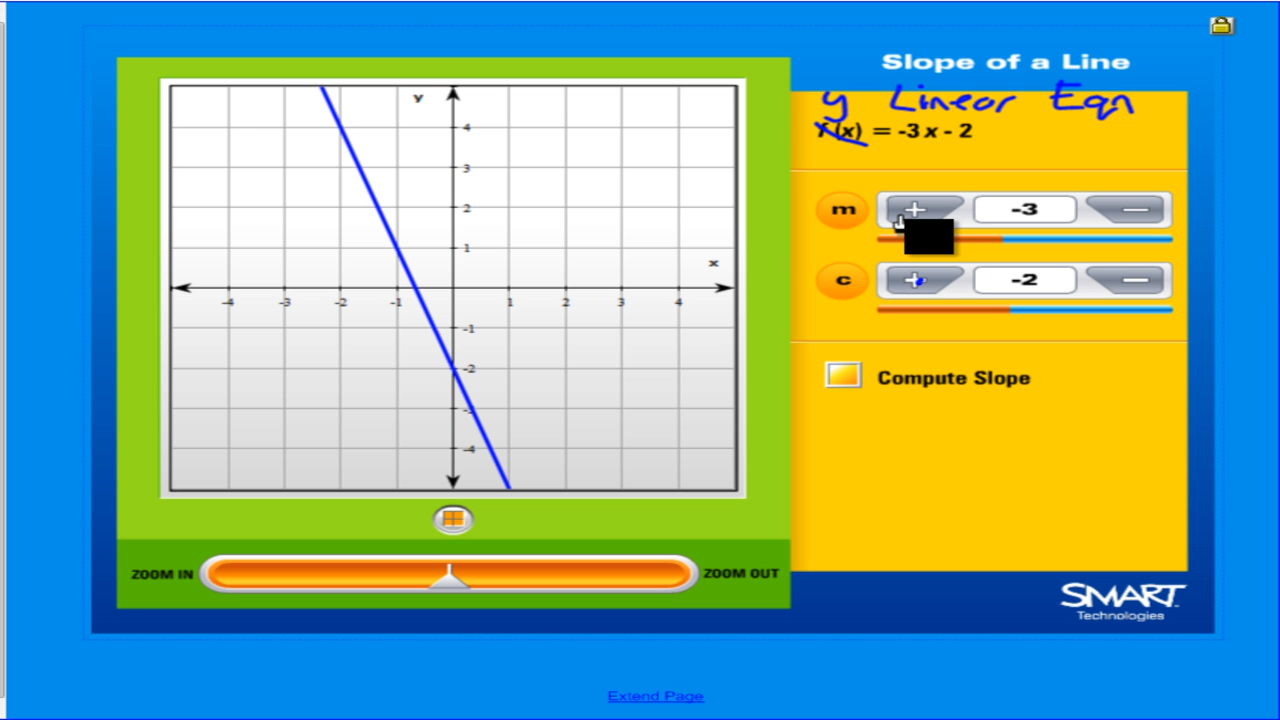 Slope of a Line
y Linear Eqn
f(x) = -3x - 2
m + -3 −
c + -2 −
Compute Slope
y
4
3
2
1
x
-4 -3 -2 -1 1 2 3 4
-1
-2
-3
-4
ZOOM IN ZOOM OUT
SMART
Technologies
Extend Page